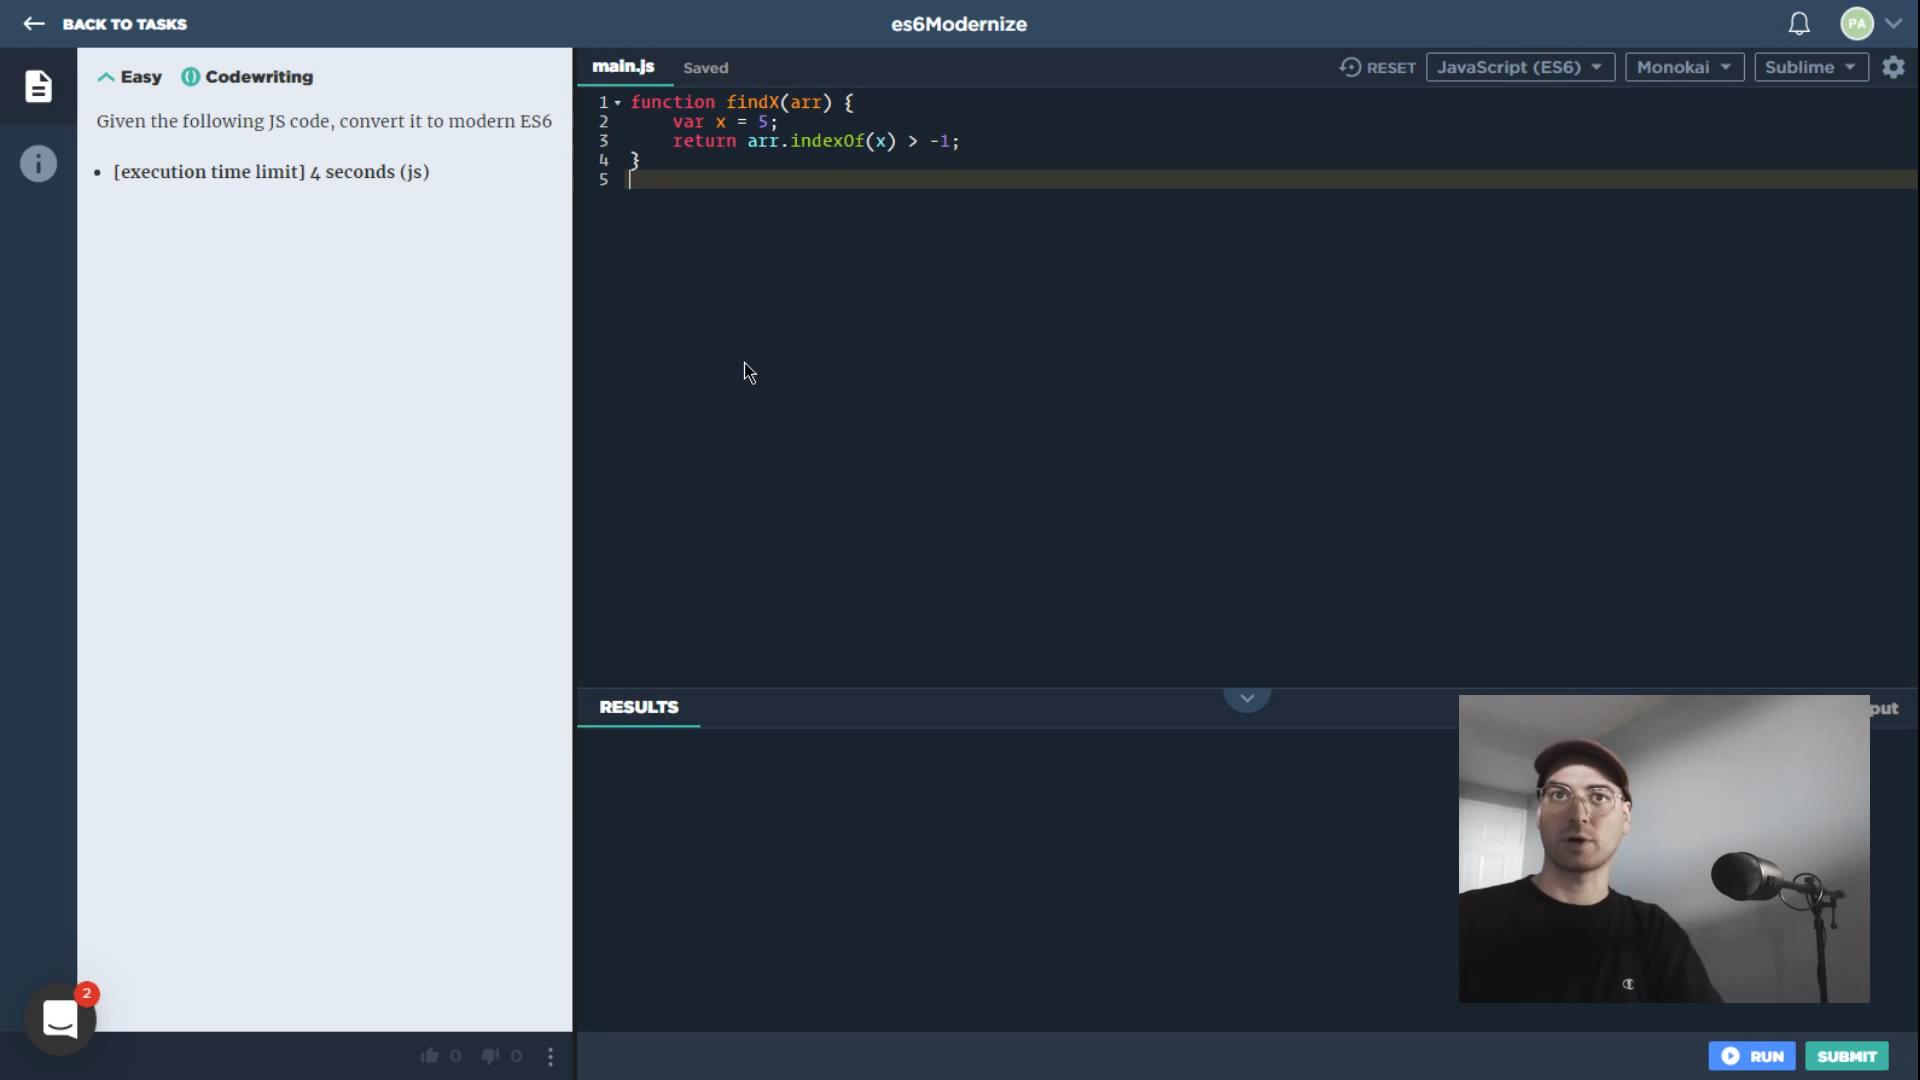 BACK TO TASKS
es6Modernize
PA
Easy
Codewriting
Given the following JS code, convert it to modern ES6
[execution time limit] 4 seconds (js)
main.js
Saved
RESET
JavaScript (ES6)
Monokai
Sublime
1 function findX(arr) {
2 var x = 5;
3 return arr.indexOf(x) > -1;
4 }
5
RESULTS
put
2
0
0
RUN
SUBMIT